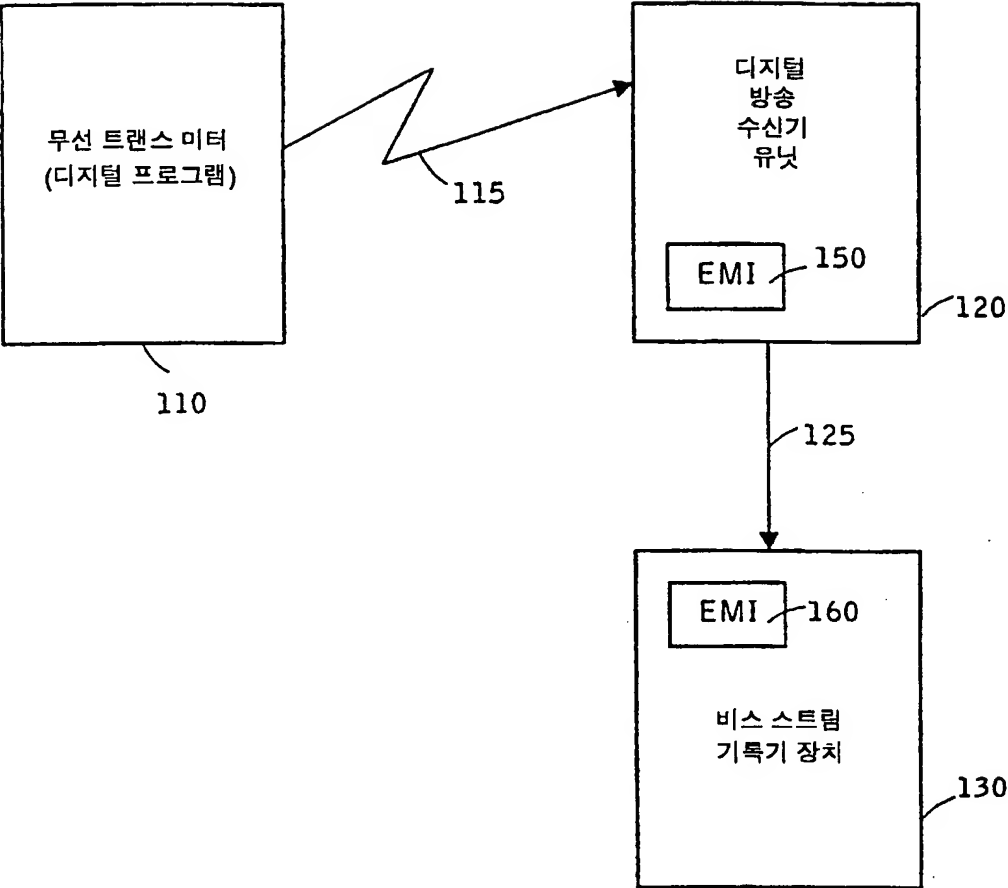 무선 트랜스 미터
(디지털 프로그램)
110
115
디지털
방송
수신기
유닛
EMI
150
120
125
EMI
160
비스 스트림
기록기 장치
130